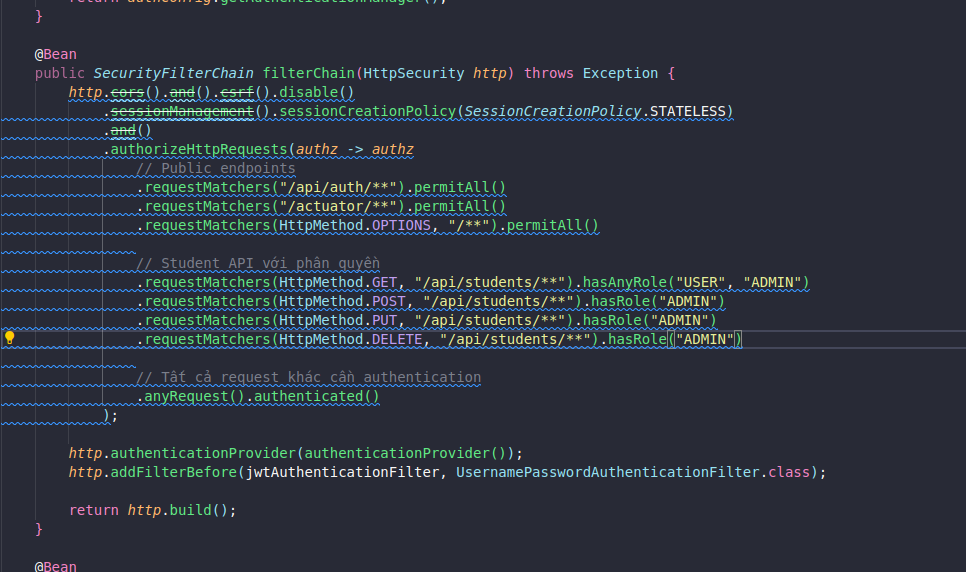 return authConfig.getAuthenticationManager();
}
@Bean
public SecurityFilterChain filterChain(HttpSecurity http) throws Exception {
http.cors().and().csrf().disable()
.sessionManagement().sessionCreationPolicy(SessionCreationPolicy.STATELESS)
.and()
.authorizeHttpRequests(authz -> authz
// Public endpoints
.requestMatchers("/api/auth/**").permitAll()
.requestMatchers("/actuator/**").permitAll()
.requestMatchers(HttpMethod.OPTIONS, "/**").permitAll()
// Student API với phân quyền
.requestMatchers(HttpMethod.GET, "/api/students/**").hasAnyRole("USER", "ADMIN")
.requestMatchers(HttpMethod.POST, "/api/students/**").hasRole("ADMIN")
.requestMatchers(HttpMethod.PUT, "/api/students/**").hasRole("ADMIN")
.requestMatchers(HttpMethod.DELETE, "/api/students/**").hasRole("ADMIN")
// Tất cả request khác cần authentication
.anyRequest().authenticated()
);
http.authenticationProvider(authenticationProvider());
http.addFilterBefore(jwtAuthenticationFilter, UsernamePasswordAuthenticationFilter.class);
return http.build();
}
@Bean